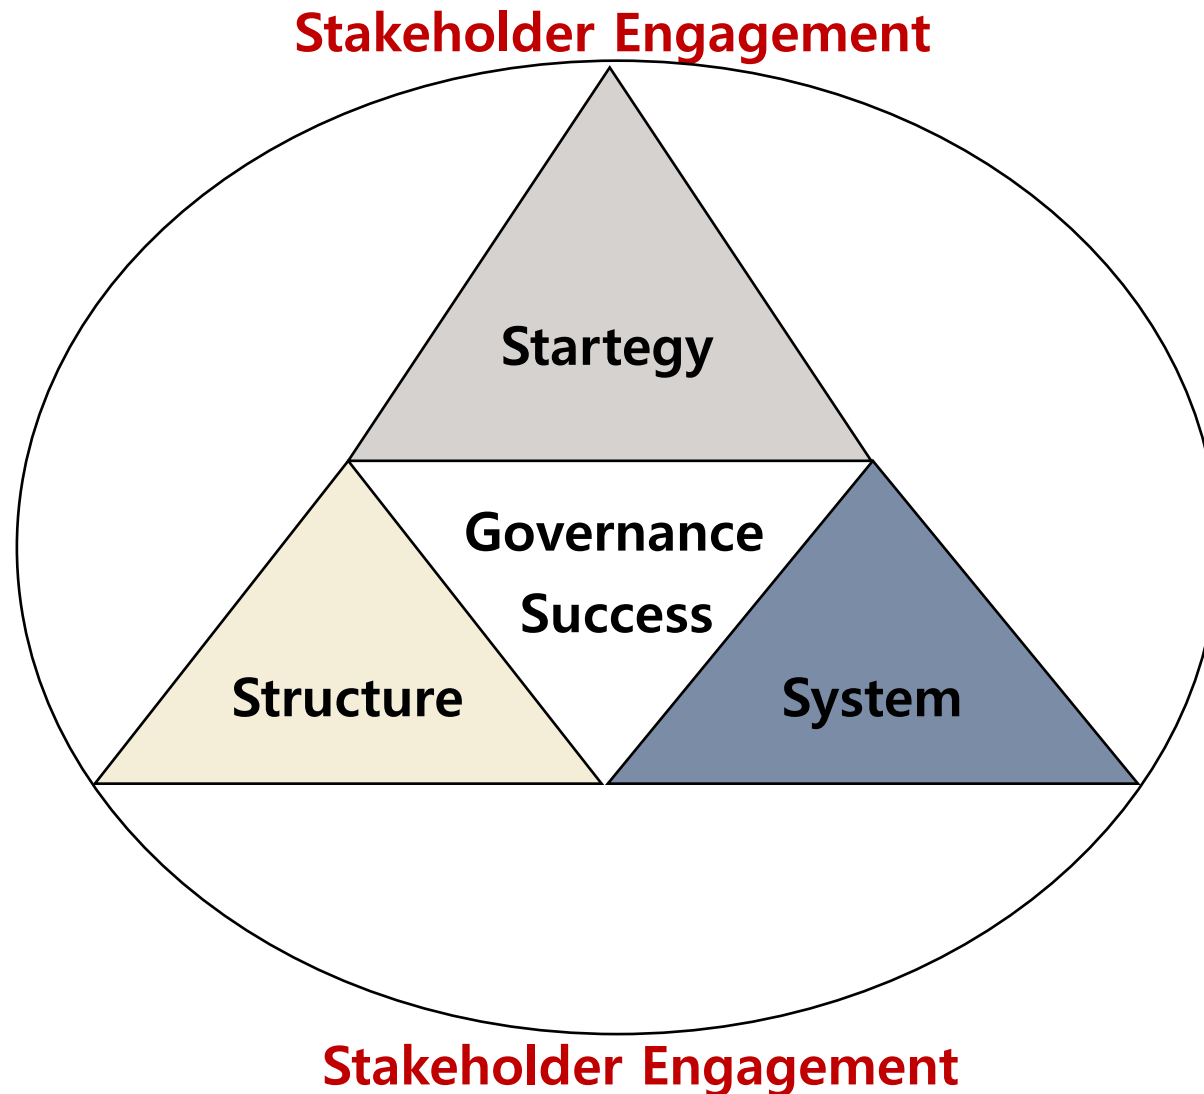 Stakeholder Engagement
Startegy
Governance
Success
Structure
System
Stakeholder Engagement